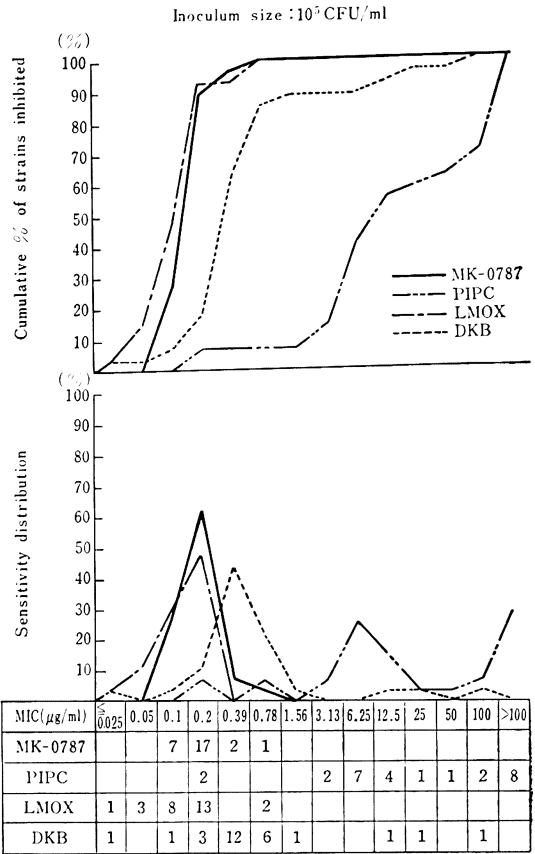 Inoculum size : 10⁵ CFU/ml
(%)
100
90
80
70
60
50
40
30
20
10
Cumulative % of strains inhibited
MK-0787
PIPC
LMOX
DKB
(%)
100
90
80
70
60
50
40
30
20
10
Sensitivity distribution
MIC(μg/ml) ≦0.025 0.05 0.1 0.2 0.39 0.78 1.56 3.13 6.25 12.5 25 50 100 >100
MK-0787 7 17 2 1
PIPC 2 2 7 4 1 1 2 8
LMOX 1 3 8 13 2
DKB 1 1 3 12 6 1 1 1 1